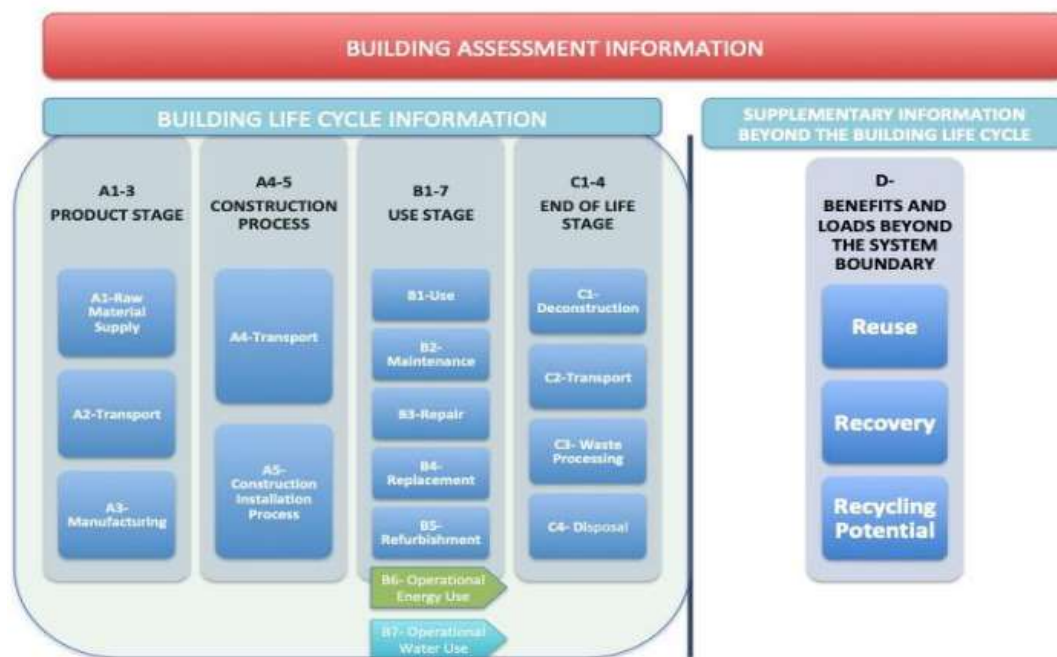 BUILDING ASSESSMENT INFORMATION
BUILDING LIFE CYCLE INFORMATION
SUPPLEMENTARY INFORMATION
BEYOND THE BUILDING LIFE CYCLE
A1-3
PRODUCT STAGE
A1-Raw
Material
Supply
A2-Transport
A3-
Manufacturing
A4-5
CONSTRUCTION
PROCESS
A4-Transport
A5-
Construction
Installation
Process
B1-7
USE STAGE
B1-Use
B2-
Maintenance
B3-Repair
B4-
Replacement
B5-
Refurbishment
B6- Operational
Energy Use
B7- Operational
Water Use
C1-4
END OF LIFE
STAGE
C1-
Deconstruction
C2-Transport
C3- Waste
Processing
C4- Disposal
D-
BENEFITS AND
LOADS BEYOND
THE SYSTEM
BOUNDARY
Reuse
Recovery
Recycling
Potential